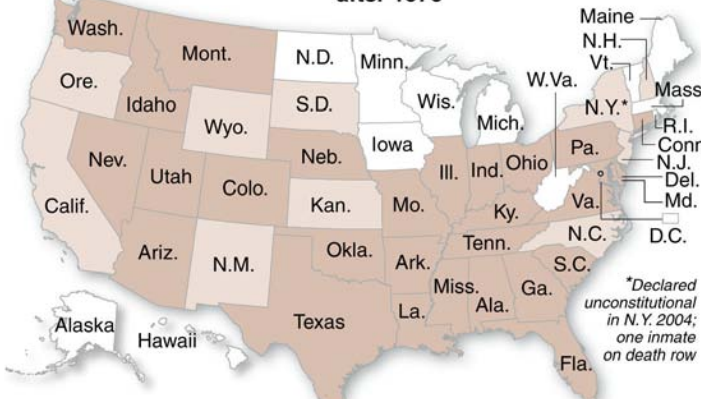 Wash.
Mont.
N.D.
Minn.
Maine
N.H.
Vt.
W.Va.
Mass
Ore.
Idaho
S.D.
Wis.
N.Y.*
Mich.
R.I.
Conn
Wyo.
Iowa
Pa.
N.J.
Nev.
Neb.
Ill.
Ind.
Ohio
Del.
Md.
Utah
Colo.
Calif.
Kan.
Mo.
Ky.
Va.
D.C.
N.C.
Ariz.
N.M.
Okla.
Ark.
Tenn.
S.C.
Miss.
Ala.
Ga.
Alaska
Hawaii
Texas
La.
Fla.
*Declared
unconstitutional
in N.Y. 2004;
one inmate
on death row